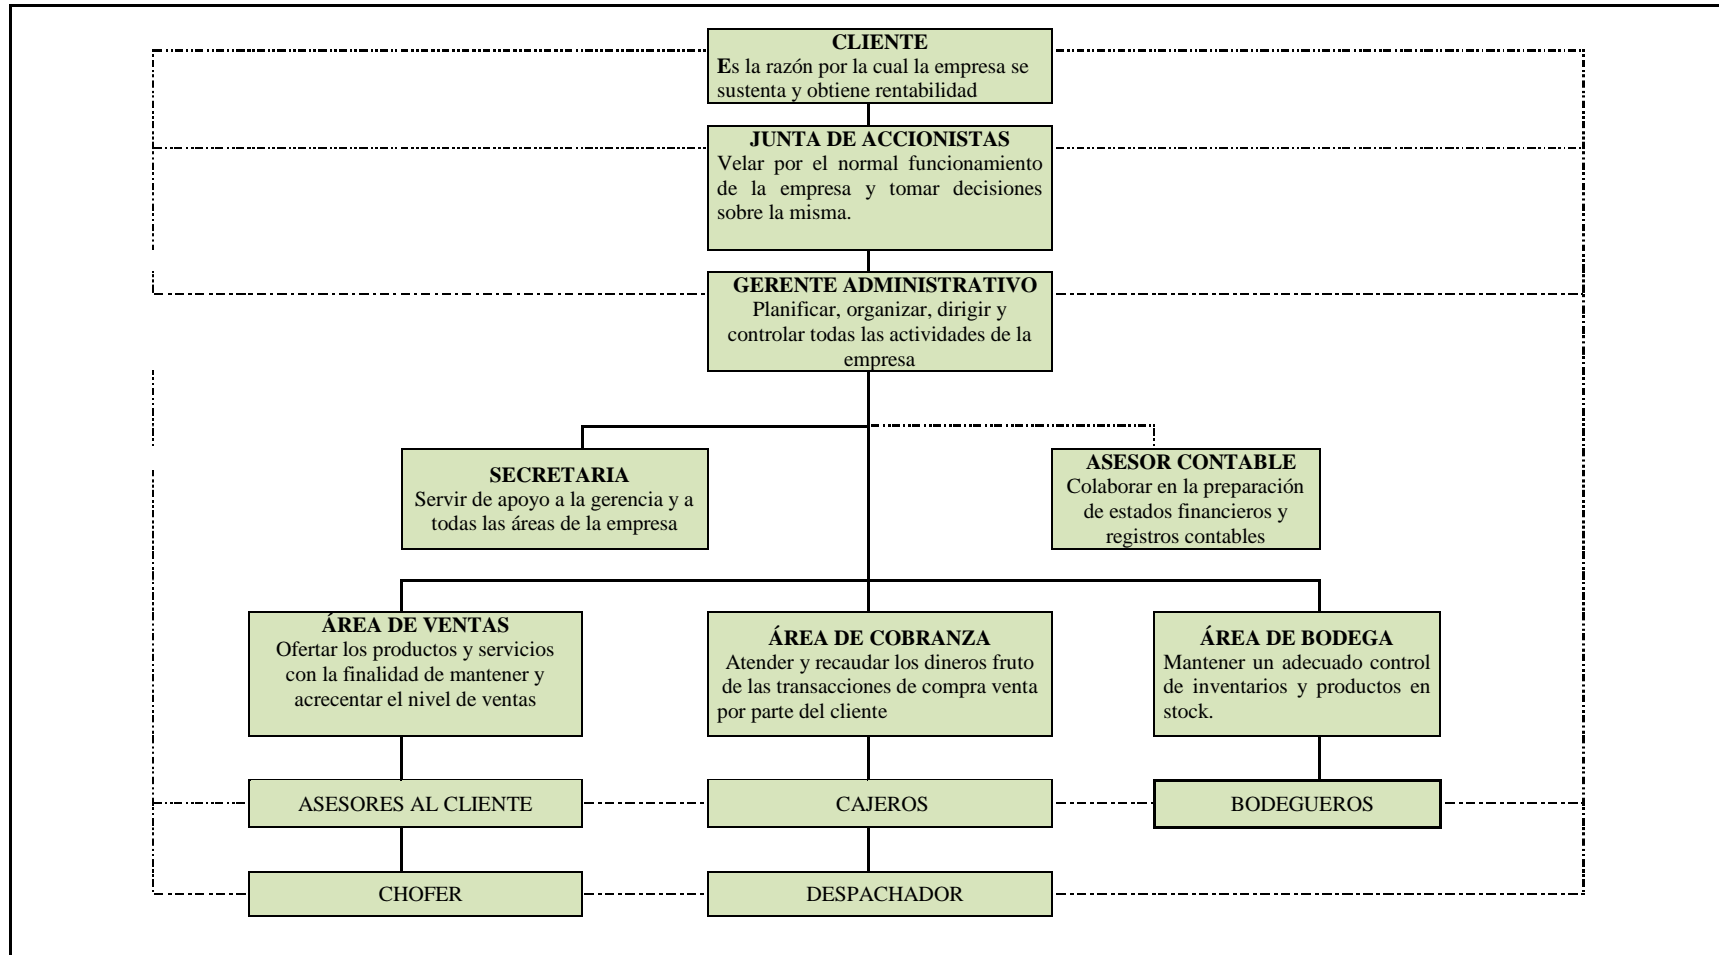 CLIENTE
Es la razón por la cual la empresa se
sustenta y obtiene rentabilidad
JUNTA DE ACCIONISTAS
Velar por el normal funcionamiento
de la empresa y tomar decisiones
sobre la misma.
GERENTE ADMINISTRATIVO
Planificar, organizar, dirigir y
controlar todas las actividades de la
empresa
SECRETARIA
Servir de apoyo a la gerencia y a
todas las áreas de la empresa
ASESOR CONTABLE
Colaborar en la preparación
de estados financieros y
registros contables
ÁREA DE VENTAS
Ofertar los productos y servicios
con la finalidad de mantener y
acrecentar el nivel de ventas
ÁREA DE COBRANZA
Atender y recaudar los dineros fruto
de las transacciones de compra venta
por parte del cliente
ÁREA DE BODEGA
Mantener un adecuado control
de inventarios y productos en
stock.
ASESORES AL CLIENTE
CAJEROS
BODEGUEROS
CHOFER
DESPACHADOR